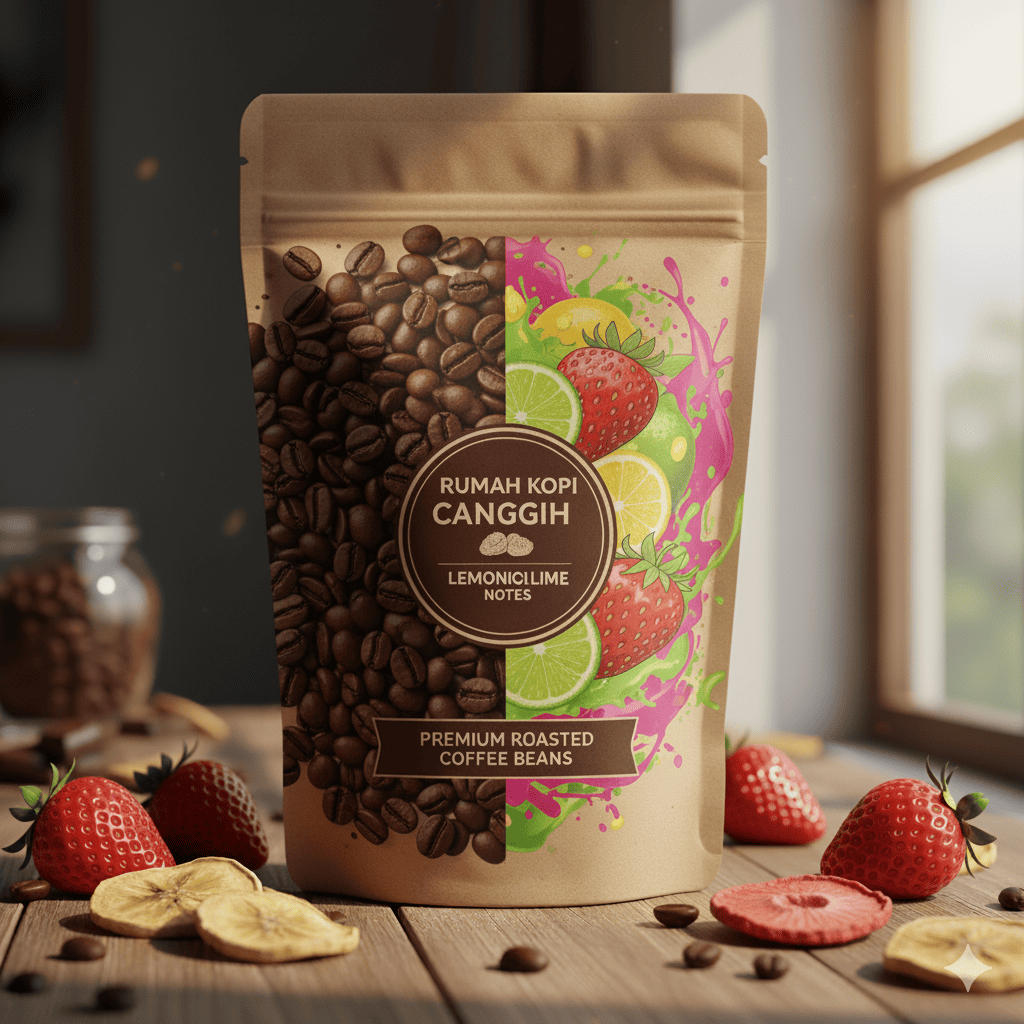 RUMAH KOPI
CANGGIH
LEMONICILIME
NOTES
PREMIUM ROASTED
COFFEE BEANS